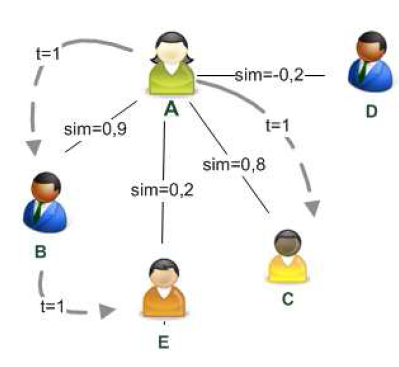 t=1
sim=-0,2
A
D
t=1
sim=0,9
sim=0,8
sim=0,2
B
C
t=1
E